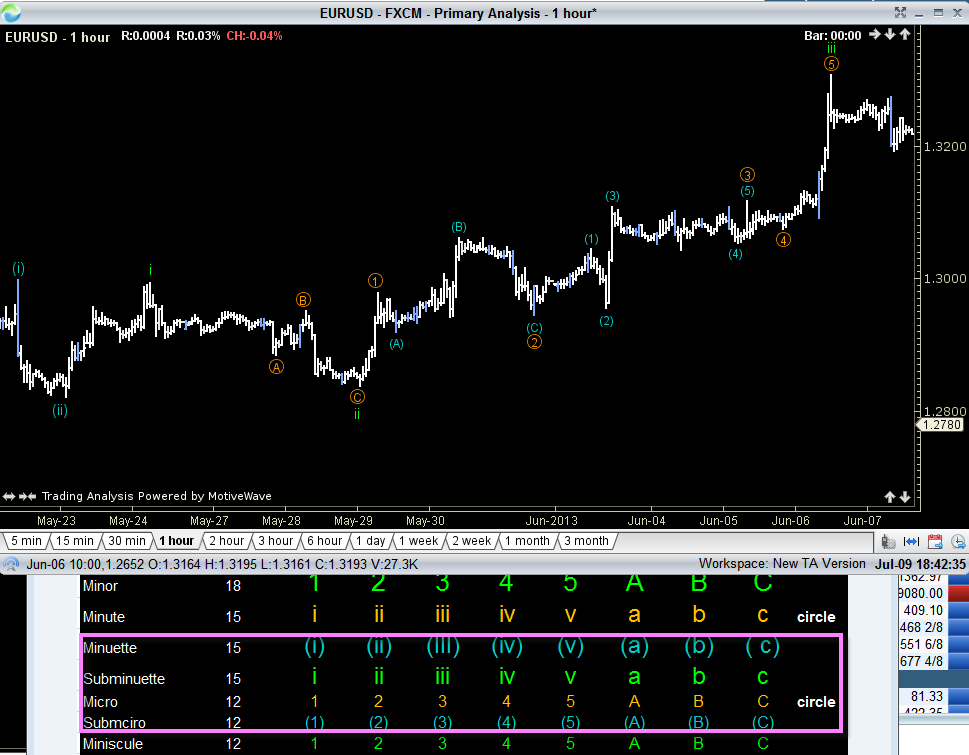 EURUSD - FXCM - Primary Analysis - 1 hour*
EURUSD - 1 hour R:0.0004 R:0.03% CH:-0.04% Bar: 00:00
iii
5
1.3200
3
(3) (5)
(B) (1) 4
(4)
(i) i 1 1.3000
B
(2)
(C)
2
(A)
A
C
(ii) ii 1.2800
1.2780
Trading Analysis Powered by MotiveWave
May-23 May-24 May-27 May-28 May-29 May-30 Jun-2013 Jun-04 Jun-05 Jun-06 Jun-07
5 min 15 min 30 min 1 hour 2 hour 3 hour 6 hour 1 day 1 week 2 week 1 month 3 month
Jun-06 10:00,1.2652 O:1.3164 H:1.3195 L:1.3161 C:1.3193 V:27.3K Workspace: New TA Version Jul-09 18:42:35
Minor 18 1 2 3 4 5 A B C 1362.97
9080.00
Minute 15 i ii iii iv v a b c circle 409.10
468 2/8
Minuette 15 (i) (ii) (iii) (iv) (v) (a) (b) (c) 551 6/8
677 4/8
Subminuette 15 i ii iii iv v a b c
Micro 12 1 2 3 4 5 A B C circle 81.33
Submciro 12 (1) (2) (3) (4) (5) (A) (B) (C) 422.35
Miniscule 12 1 2 3 4 5 A B C